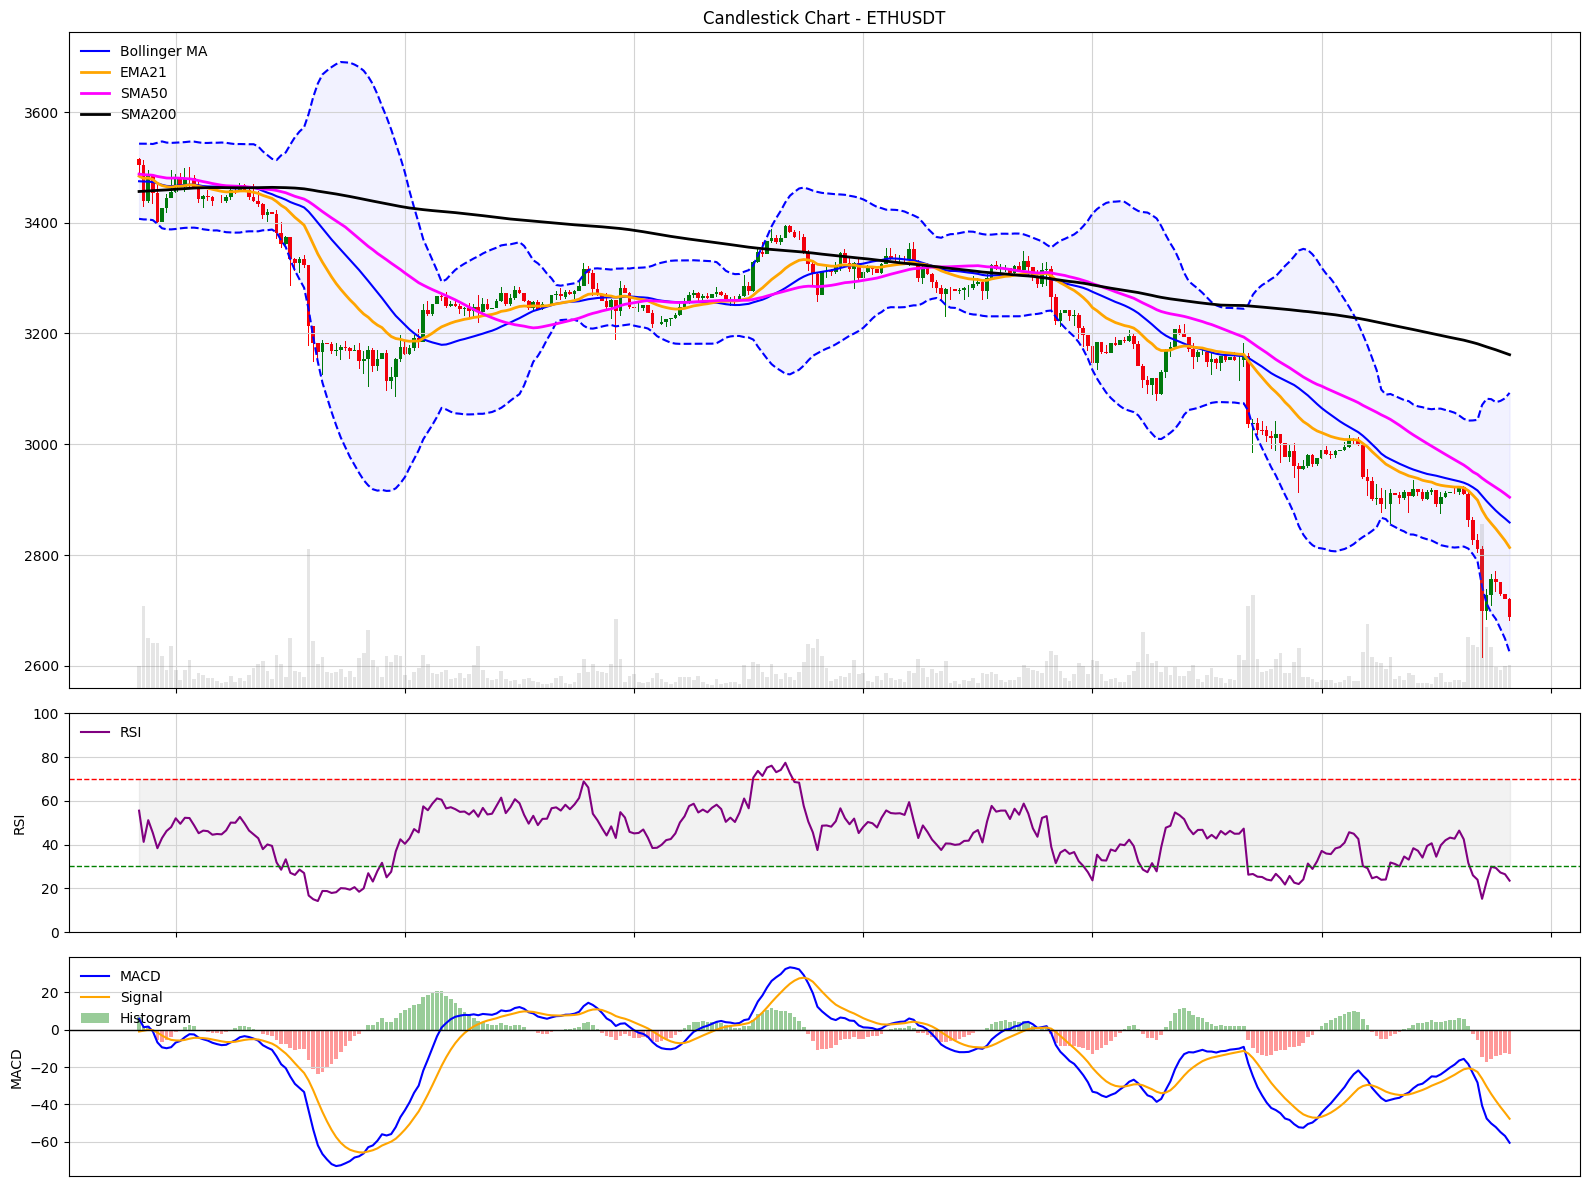 Candlestick Chart - ETHUSDT
Bollinger MA
EMA21
SMA50
SMA200
3600
3400
3200
3000
2800
2600
100
80
60
40
20
0
RSI
RSI
MACD
Signal
Histogram
20
0
−20
−40
−60
MACD